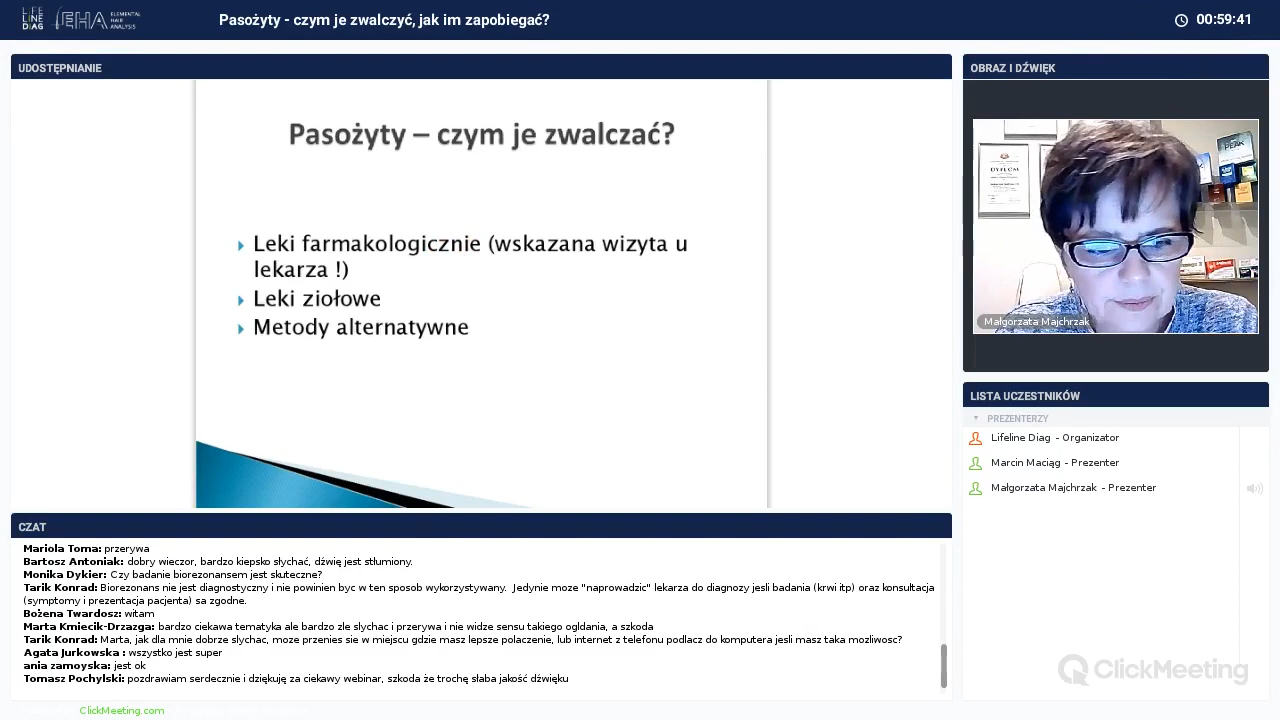 LIFE
LINE
DIAG
EHA
ELEMENTAL
HAIR
ANALYSIS
Pasożyty - czym je zwalczyć, jak im zapobiegać?
00:59:41
UDOSTĘPNIANIE
Pasożyty – czym je zwalczać?
Leki farmakologicznie (wskazana wizyta u
lekarza !)
Leki ziołowe
Metody alternatywne
OBRAZ I DŹWIĘK
DYPLOM
PEAK
Małgorzata Majchrzak
LISTA UCZESTNIKÓW
PREZENTERZY
Lifeline Diag - Organizator
Marcin Maciąg - Prezenter
Małgorzata Majchrzak - Prezenter
CZAT
Mariola Toma: przerywa
Bartosz Antoniak: dobry wieczor, bardzo kiepsko słychać, dźwię jest stłumiony.
Monika Dykier: Czy badanie biorezonansem jest skuteczne?
Tarik Konrad: Biorezonans nie jest diagnostyczny i nie powinien byc w ten sposob wykorzystywany. Jedynie moze "naprowadzic" lekarza do diagnozy jesli badania (krwi itp) oraz konsultacja
(symptomy i prezentacja pacjenta) sa zgodne.
Bożena Twardosz: witam
Marta Kmiecik-Drzazga: bardzo ciekawa tematyka ale bardzo zle slychac i przerywa i nie widze sensu takiego ogldania, a szkoda
Tarik Konrad: Marta, jak dla mnie dobrze slychac, moze przenies sie w miejscu gdzie masz lepsze polaczenie, lub internet z telefonu podlacz do komputera jesli masz taka mozliwosc?
Agata Jurkowska : wszystko jest super
ania zamoyska: jest ok
Tomasz Pochylski: pozdrawiam serdecznie i dziękuję za ciekawy webinar, szkoda że trochę słaba jakość dźwięku
ClickMeeting
ClickMeeting.com